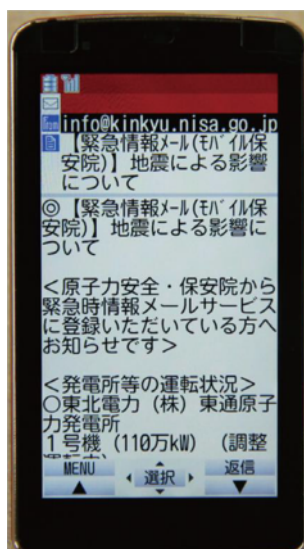 info@kinkyu.nisa.go.jp
【緊急情報ﾒｰﾙ(ﾓﾊﾞｲﾙ保
安院)】地震による影響
について
◎【緊急情報ﾒｰﾙ(ﾓﾊﾞｲﾙ保
安院)】地震による影響に
ついて
<原子力安全・保安院から
緊急時情報メールサービス
に登録いただいている方へ
お知らせです>
<発電所等の運転状況>
○東北電力（株）東通原子
力発電所
1号機（110万kW）（調整
MENU
選択
返信